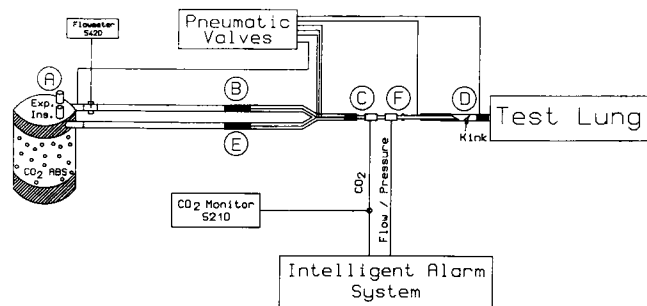 Flowmeter
5420
Pneumatic
Valves
A
B
C
F
D
Exp.
Ins.
E
Kink
Test Lung
CO2 ABS
CO2
Flow / Pressure
CO2 Monitor
5210
Intelligent Alarm
System